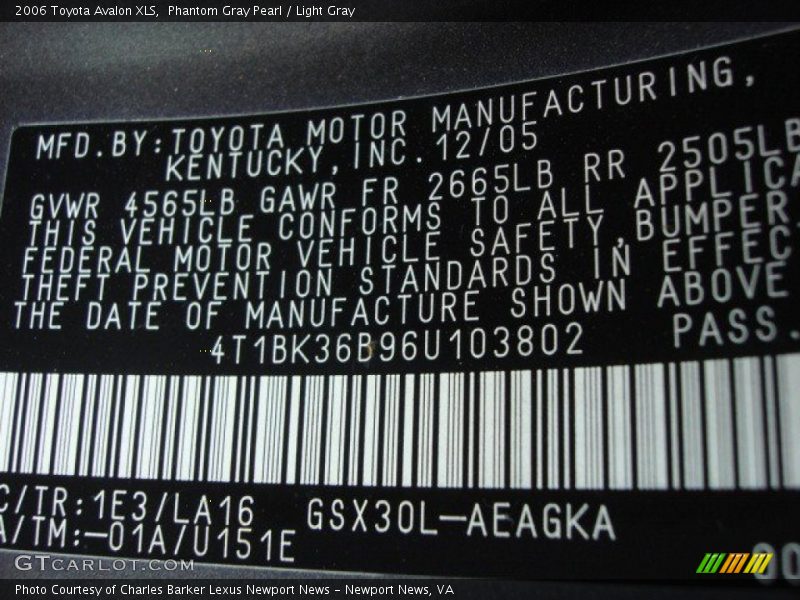 2006 Toyota Avalon XLS, Phantom Gray Pearl / Light Gray
MFD.BY:TOYOTA MOTOR MANUFACTURING,
KENTUCKY,INC.12/05
GVWR 4565LB GAWR FR 2665LB RR 2505LB
THIS VEHICLE CONFORMS TO ALL APPLICA
FEDERAL MOTOR VEHICLE SAFETY,BUMPER
THEFT PREVENTION STANDARDS IN EFFEC
THE DATE OF MANUFACTURE SHOWN ABOVE
4T1BK36B96U103802 PASS.
C/TR:1E3/LA16 GSX30L-AEAGKA
A/TM:-01A/U151E
GTCARLOT.COM
00
Photo Courtesy of Charles Barker Lexus Newport News - Newport News, VA